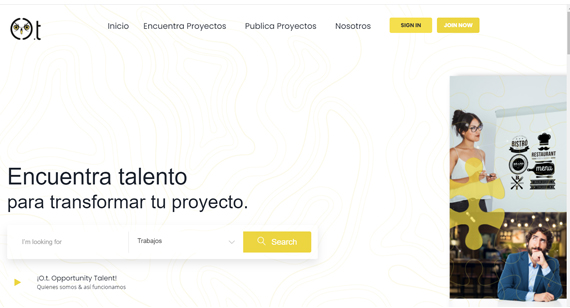 O.t
Inicio Encuentra Proyectos Publica Proyectos Nosotros SIGN IN JOIN NOW
BISTRO
RESTAURANT
menu
Encuentra talento
para transformar tu proyecto.
I'm looking for Trabajos Search
¡O.t. Opportunity Talent!
Quienes somos & así funcionamos